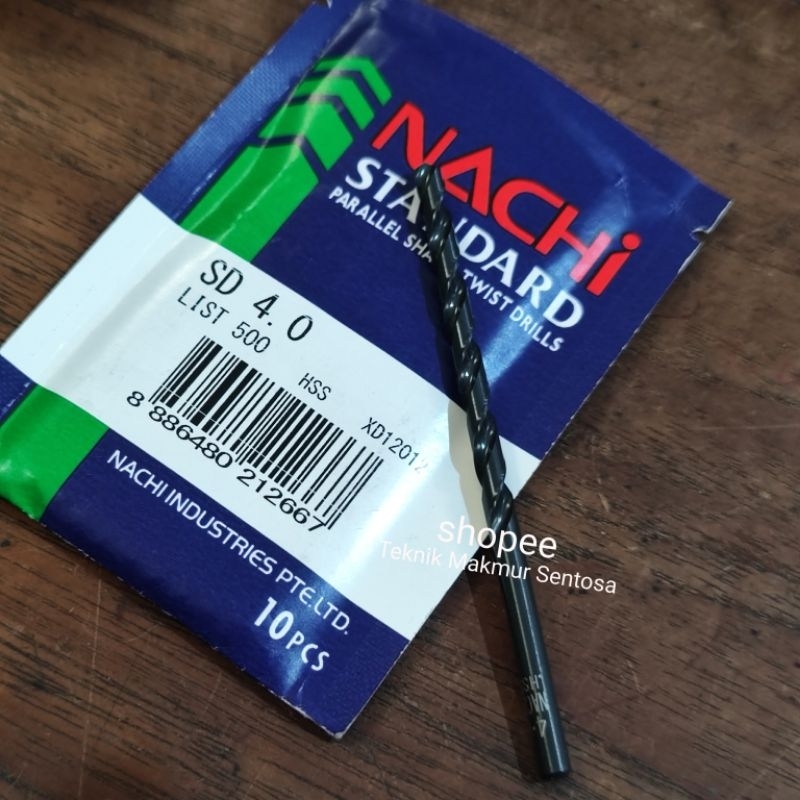 NACHi
STANDARD
PARALLEL TWIST DRILLS
SD 4.0
LIST 500
HSS
8 886480 212667
NACHI INDUSTRIES PTE.LTD.
10PCS
shopee
Teknik Makmur Sentosa